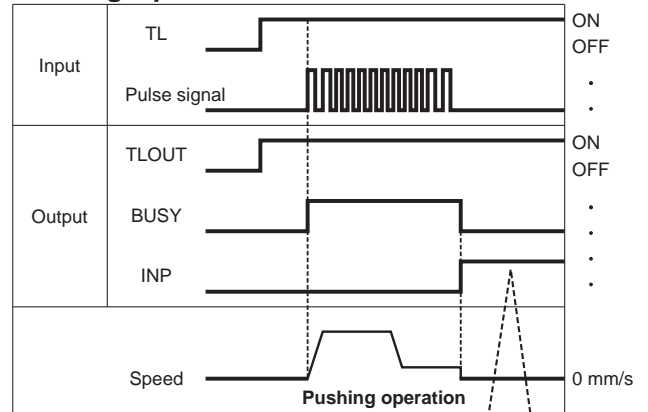 TL
ON
OFF
Input
Pulse signal
TLOUT
ON
OFF
Output
BUSY
INP
Speed
0 mm/s
Pushing operation